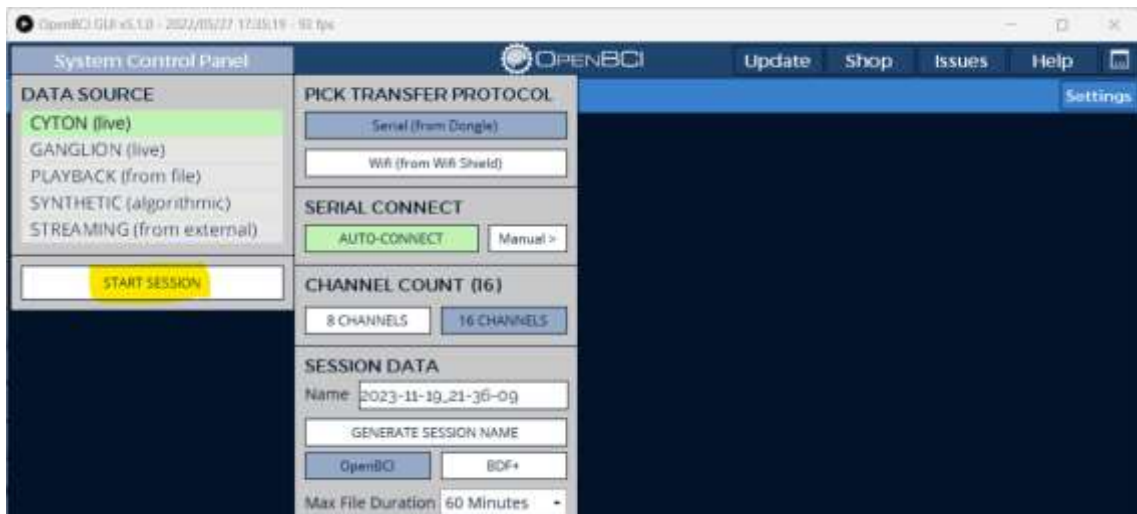 OpenBCI GUI v5.1.0 - 2022/05/27 17:35:19 - 93 fps
System Control Panel
OPENBCI
Update
Shop
Issues
Help
Settings
DATA SOURCE
CYTON (live)
GANGLION (live)
PLAYBACK (from file)
SYNTHETIC (algorithmic)
STREAMING (from external)
START SESSION
PICK TRANSFER PROTOCOL
Serial (from Dongle)
Wifi (from Wifi Shield)
SERIAL CONNECT
AUTO-CONNECT
Manual >
CHANNEL COUNT (16)
8 CHANNELS
16 CHANNELS
SESSION DATA
Name 2023-11-19_21-36-09
GENERATE SESSION NAME
OpenBCI
BDF+
Max File Duration 60 Minutes